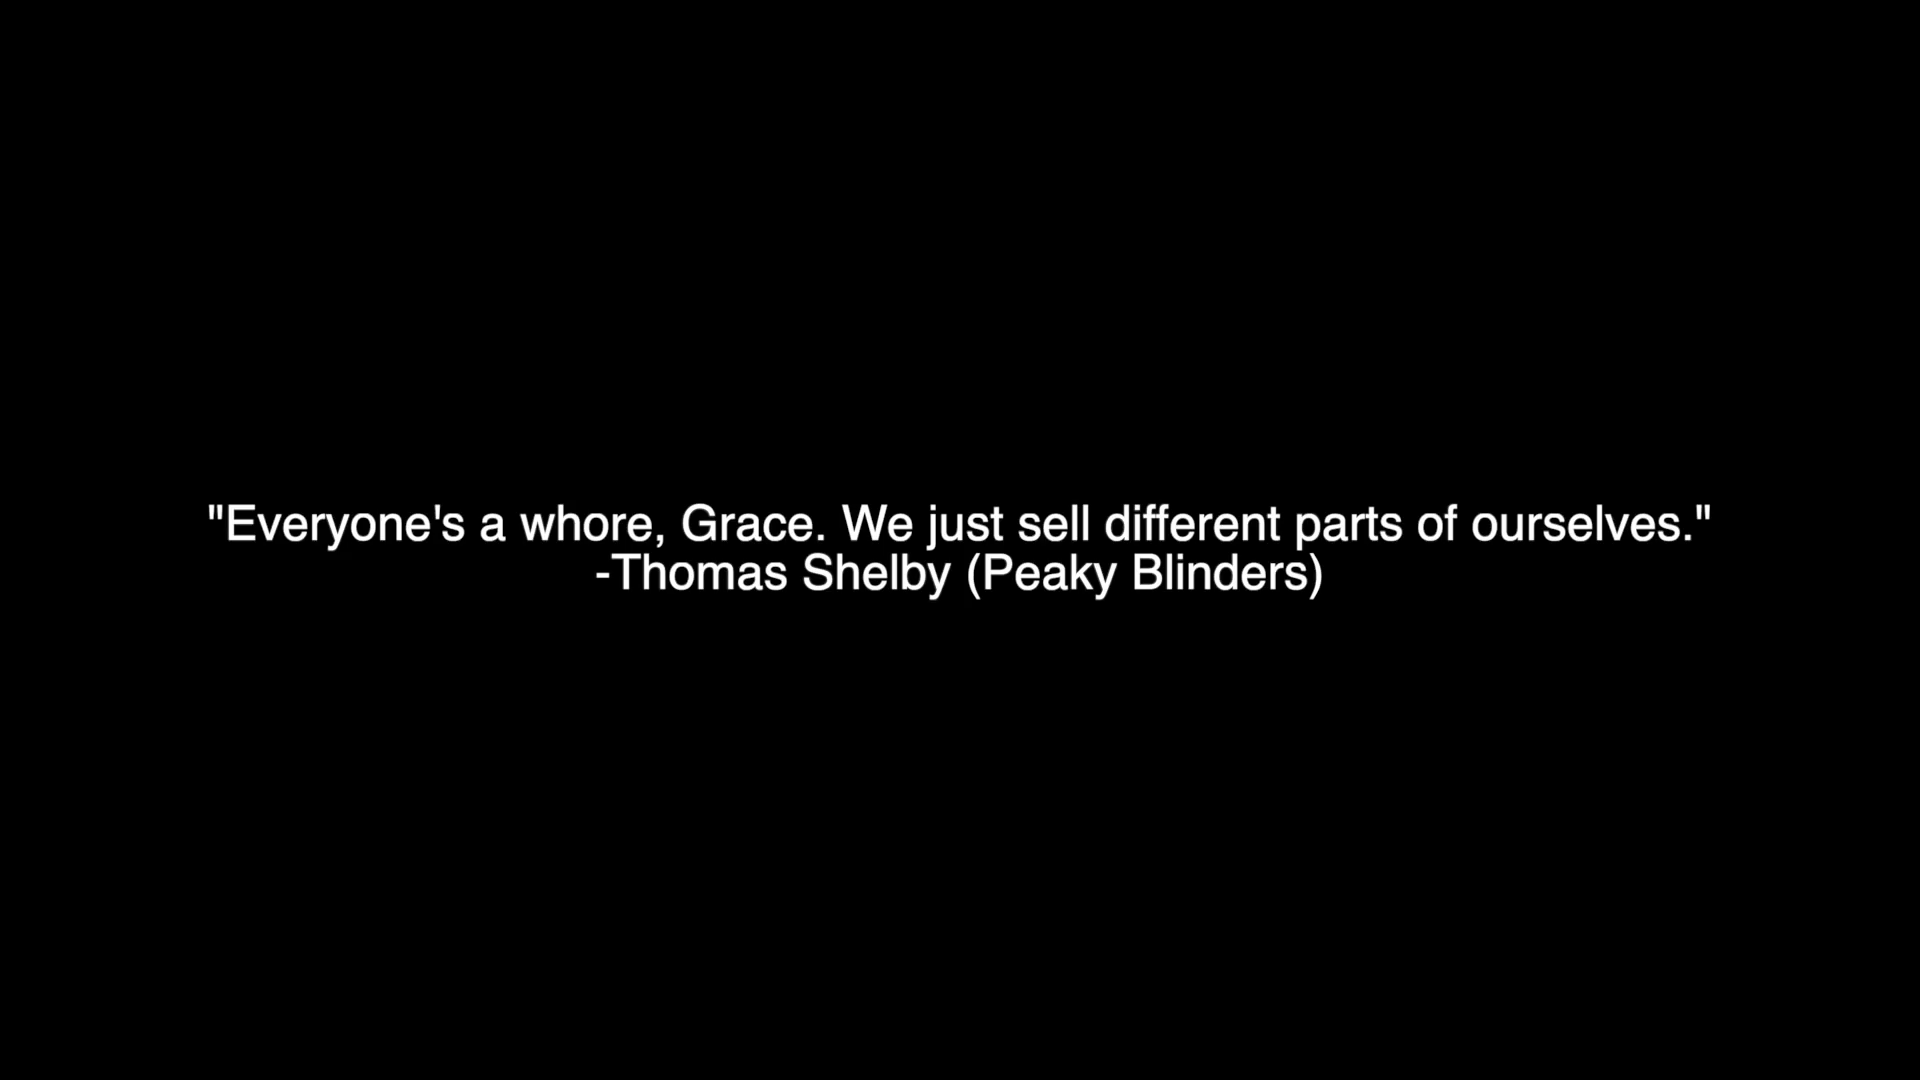 "Everyone's a whore, Grace. We just sell different parts of ourselves."
-Thomas Shelby (Peaky Blinders)